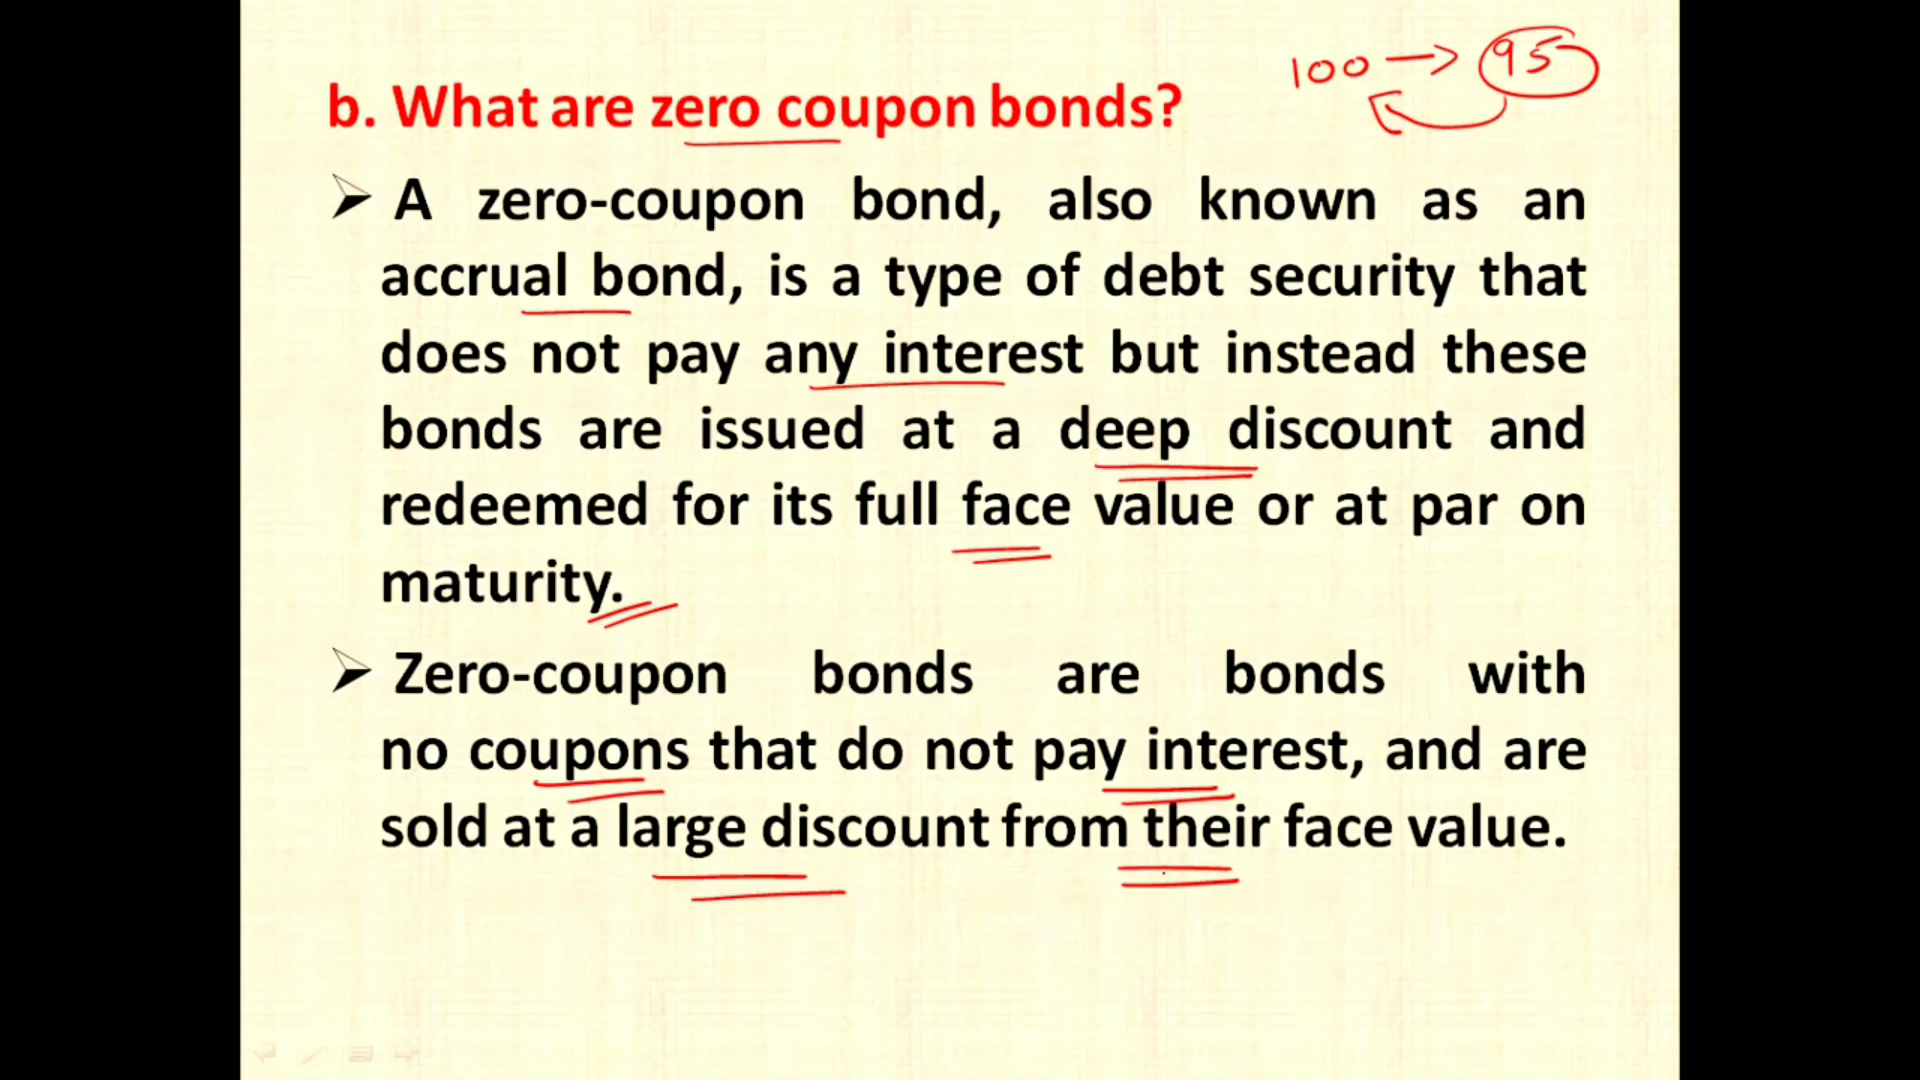 100 → 95
b. What are zero coupon bonds?
➤ A zero-coupon bond, also known as an
accrual bond, is a type of debt security that
does not pay any interest but instead these
bonds are issued at a deep discount and
redeemed for its full face value or at par on
maturity.
➤ Zero-coupon bonds are bonds with
no coupons that do not pay interest, and are
sold at a large discount from their face value.